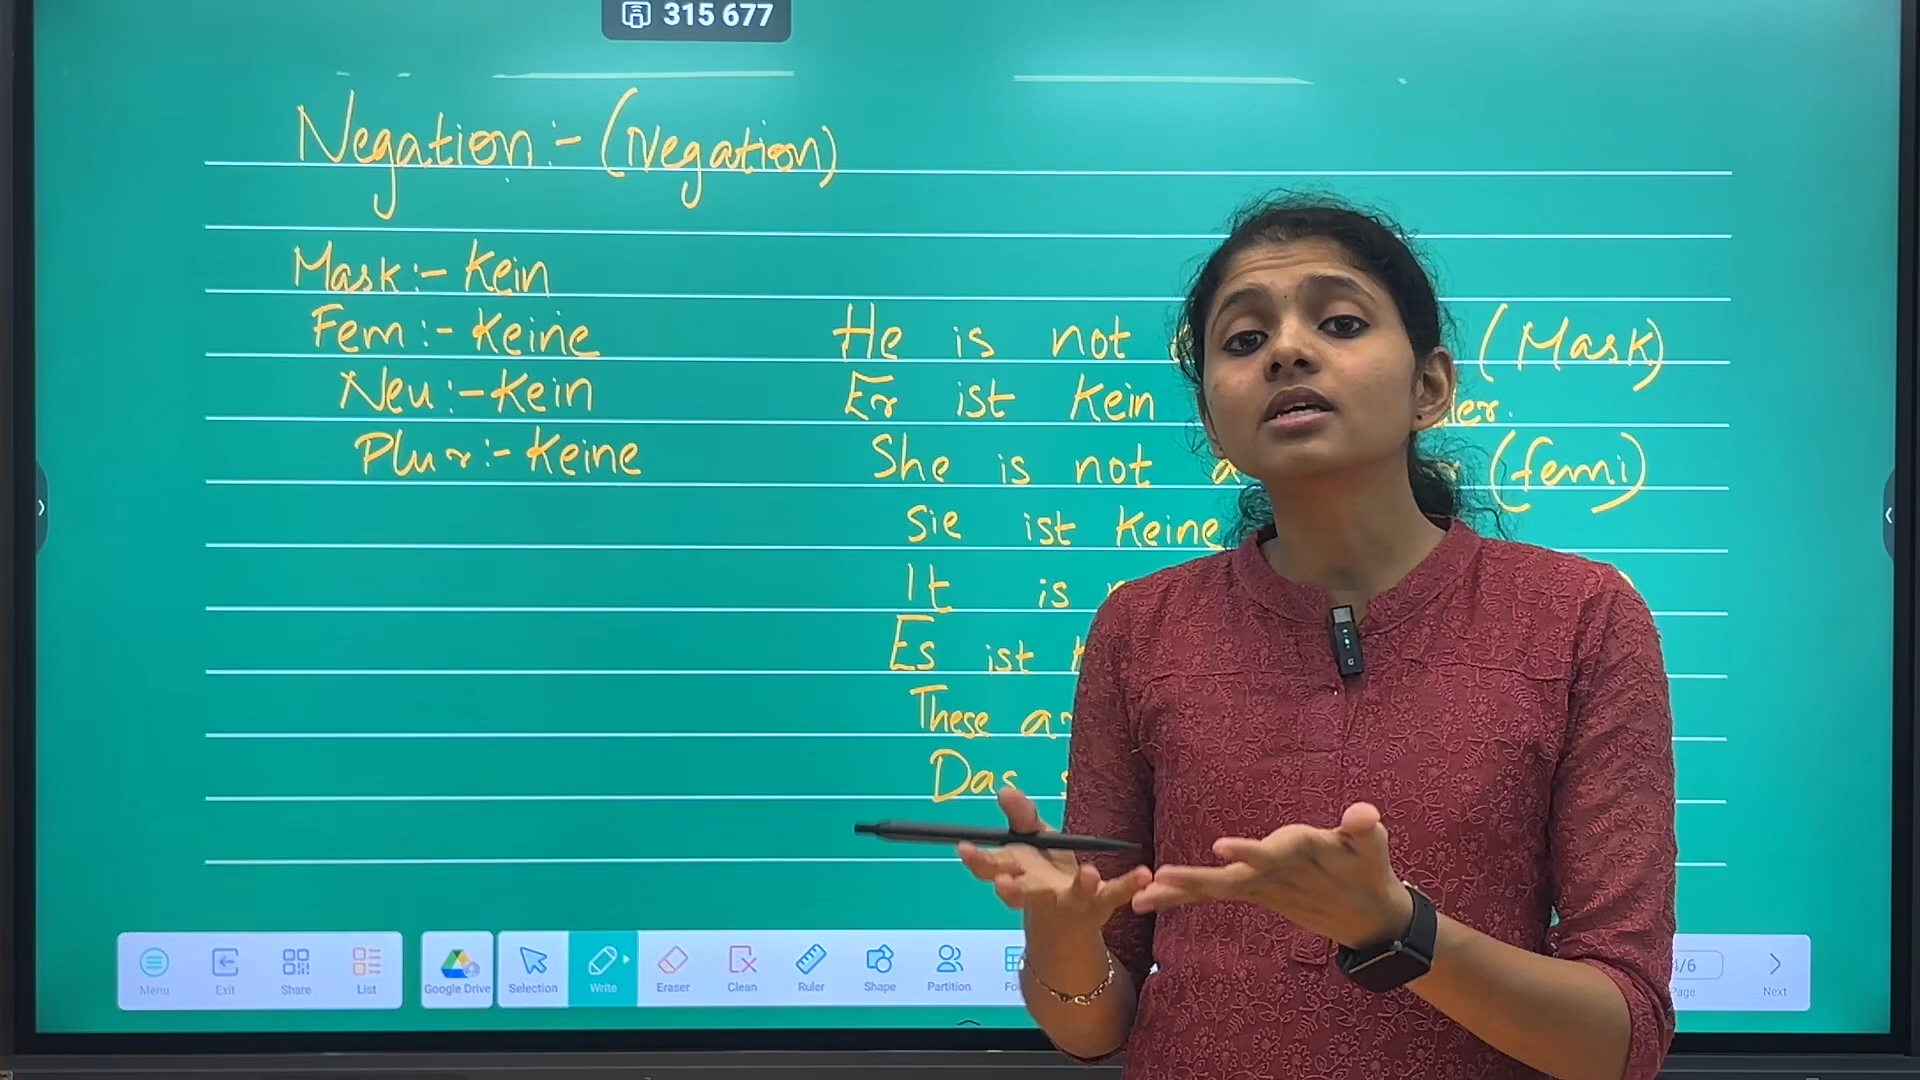 315 677
Negation:- (Negation)
Mask:- Kein
Fem:- Keine
Neu:- Kein
Plur:- Keine
He is not (Mask)
Er ist Kein
She is not a (femi)
Sie ist Keine
It is
Es ist
These
Das
Menu Exit Share List Google Drive Selection Write Eraser Clean Ruler Shape Partition Page Next